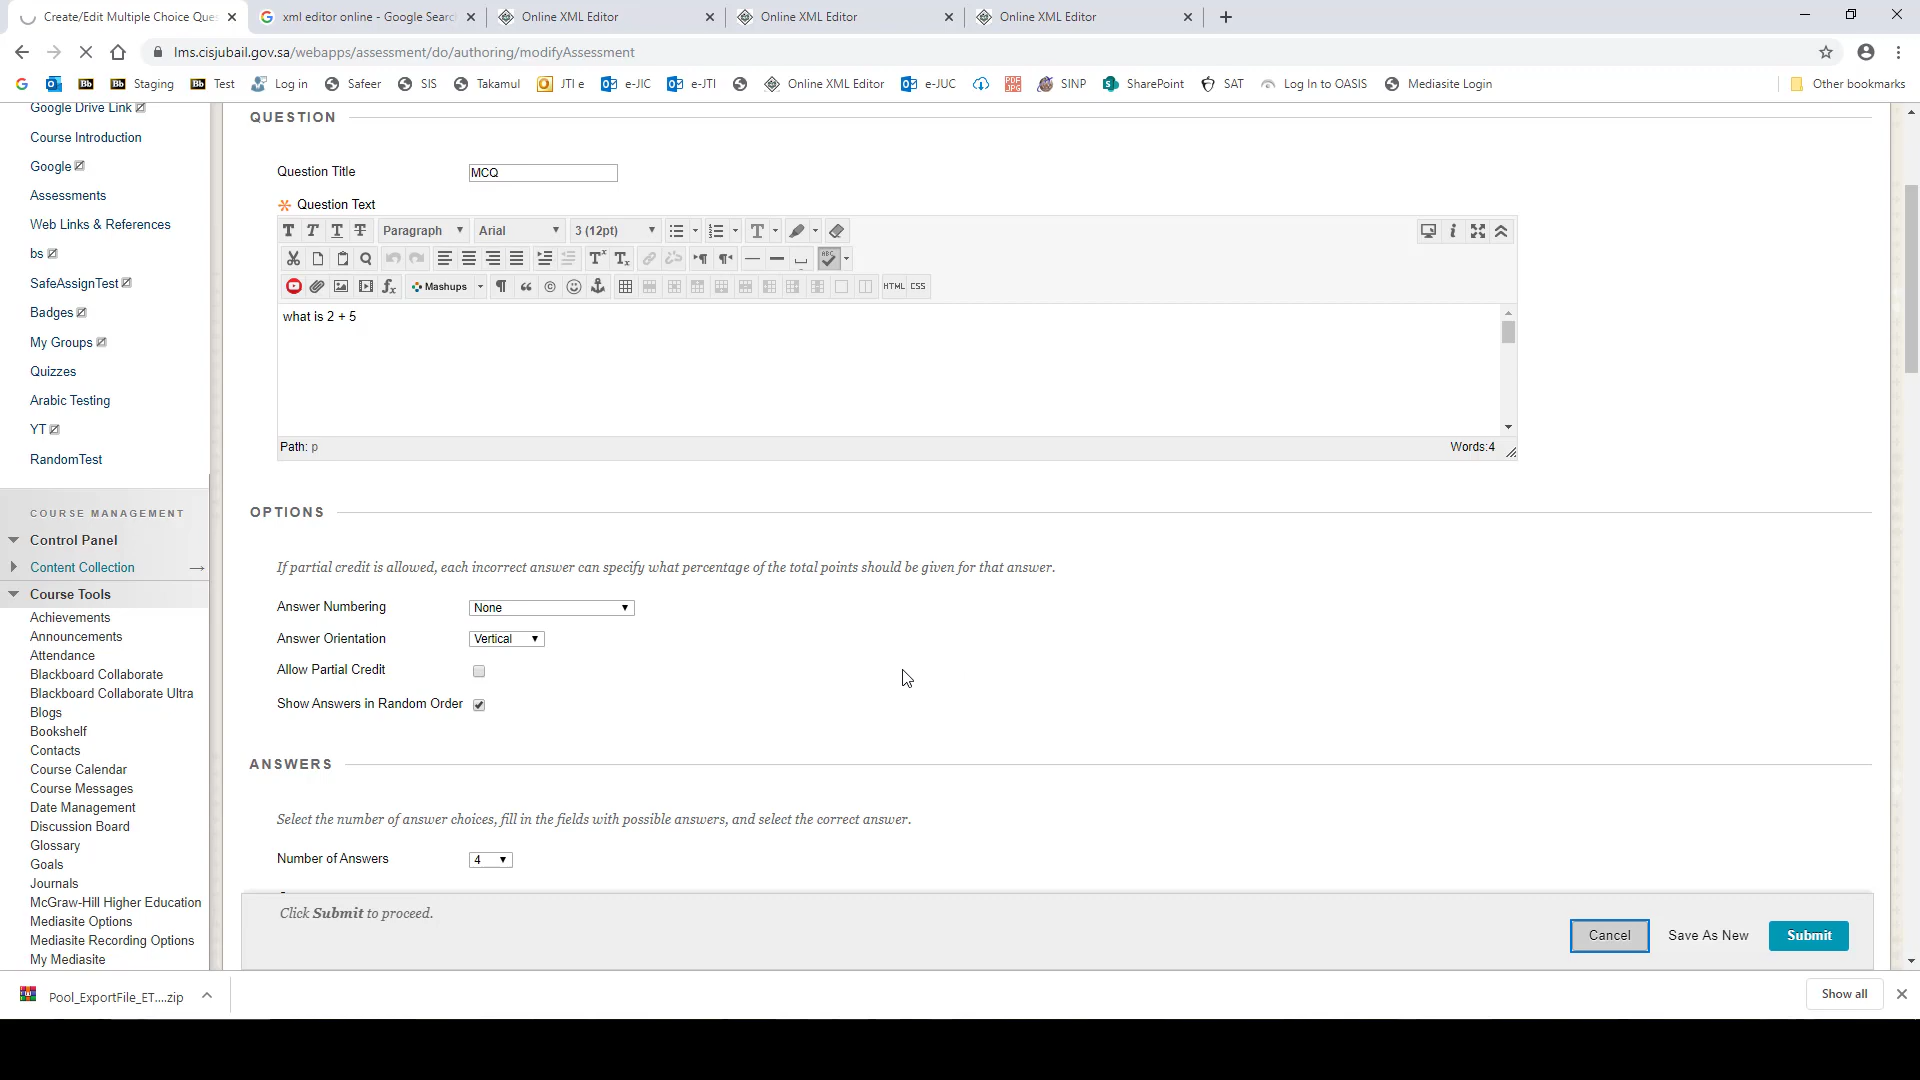 Create/Edit Multiple Choice Ques
xml editor online - Google Searc
Online XML Editor
Online XML Editor
Online XML Editor
lms.cisjubail.gov.sa/webapps/assessment/do/authoring/modifyAssessment
Bb
Bb Staging
Bb Test
Log in
Safeer
SIS
Takamul
JTI e
e-JIC
e-JTI
Online XML Editor
e-JUC
PDF JPG
SINP
SharePoint
SAT
Log In to OASIS
Mediasite Login
Other bookmarks
Google Drive Link
Course Introduction
Google
Assessments
Web Links & References
bs
SafeAssignTest
Badges
My Groups
Quizzes
Arabic Testing
YT
RandomTest
COURSE MANAGEMENT
Control Panel
Content Collection
Course Tools
Achievements
Announcements
Attendance
Blackboard Collaborate
Blackboard Collaborate Ultra
Blogs
Bookshelf
Contacts
Course Calendar
Course Messages
Date Management
Discussion Board
Glossary
Goals
Journals
McGraw-Hill Higher Education
Mediasite Options
Mediasite Recording Options
My Mediasite
QUESTION
Question Title MCQ
Question Text
T T T T Paragraph Arial 3 (12pt)
Mashups HTML CSS
what is 2 + 5
Path: p Words:4
OPTIONS
If partial credit is allowed, each incorrect answer can specify what percentage of the total points should be given for that answer.
Answer Numbering None
Answer Orientation Vertical
Allow Partial Credit
Show Answers in Random Order
ANSWERS
Select the number of answer choices, fill in the fields with possible answers, and select the correct answer.
Number of Answers 4
Click Submit to proceed.
Cancel Save As New Submit
Pool_ExportFile_ET....zip
Show all